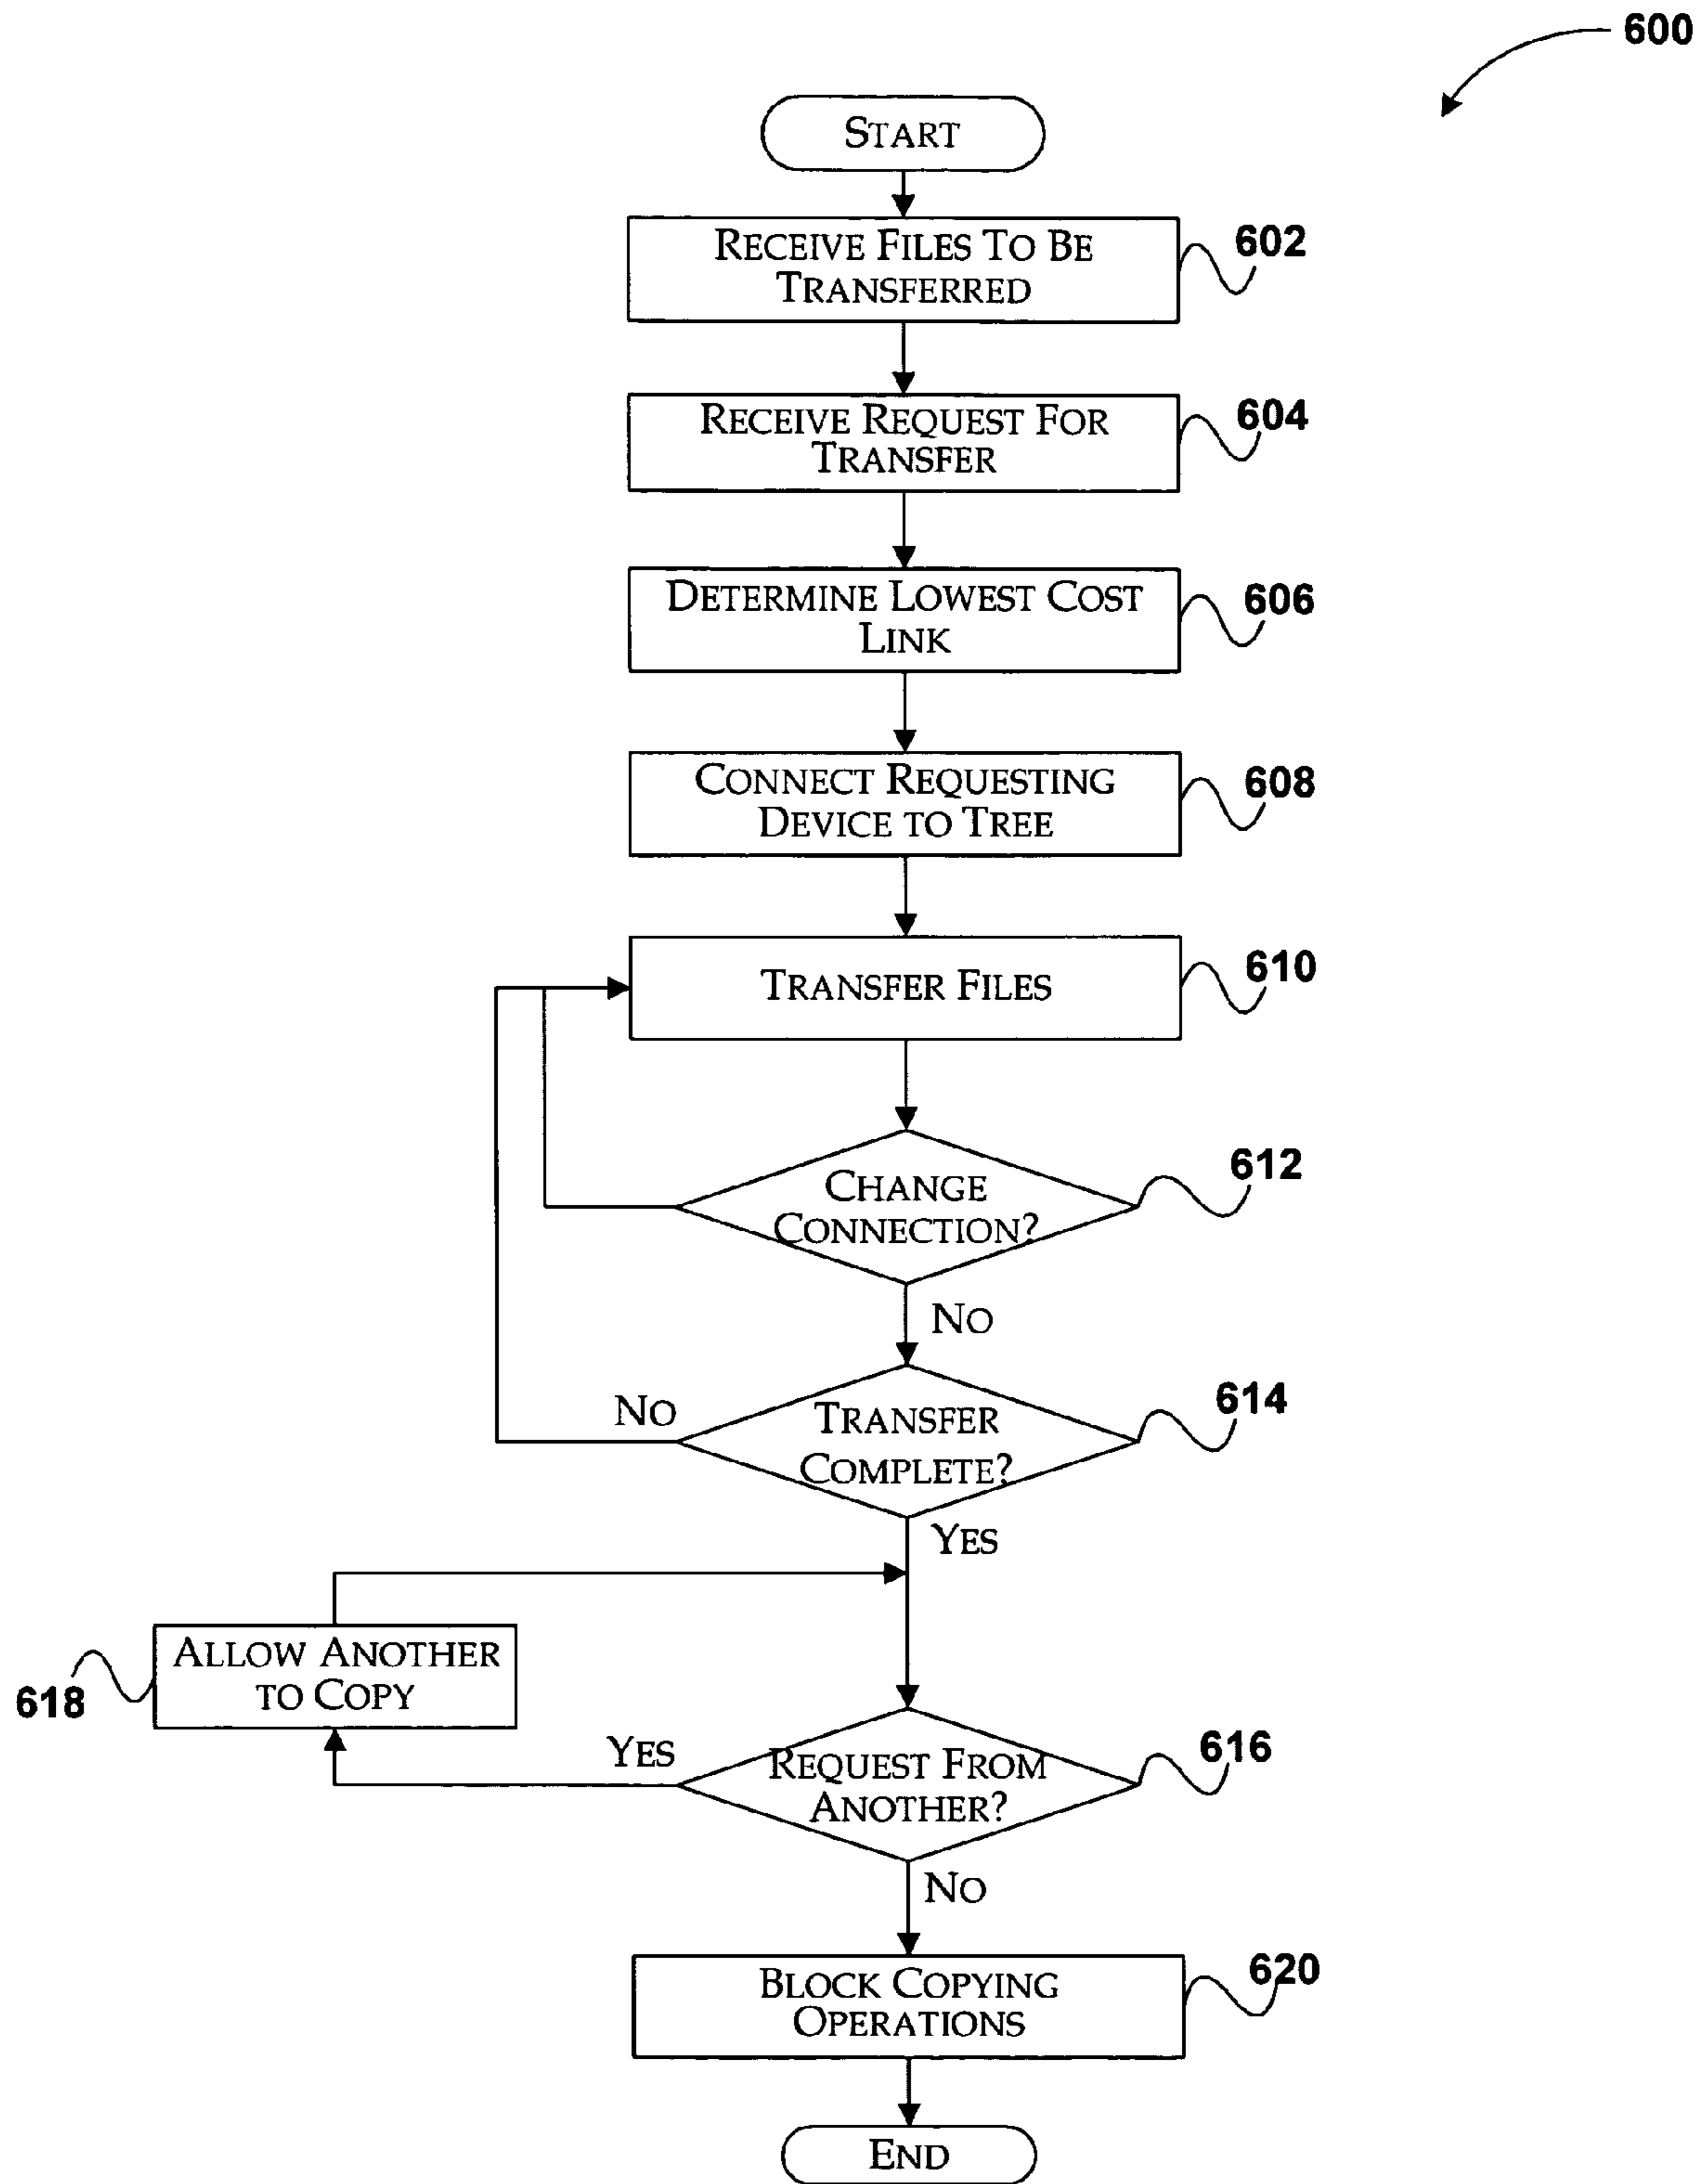 600
START
RECEIVE FILES TO BE
TRANSFERRED
602
RECEIVE REQUEST FOR
TRANSFER
604
DETERMINE LOWEST COST
LINK
606
CONNECT REQUESTING
DEVICE TO TREE
608
TRANSFER FILES
610
CHANGE
CONNECTION?
612
NO
TRANSFER
COMPLETE?
614
NO
YES
ALLOW ANOTHER
TO COPY
618
YES
REQUEST FROM
ANOTHER?
616
NO
BLOCK COPYING
OPERATIONS
620
END